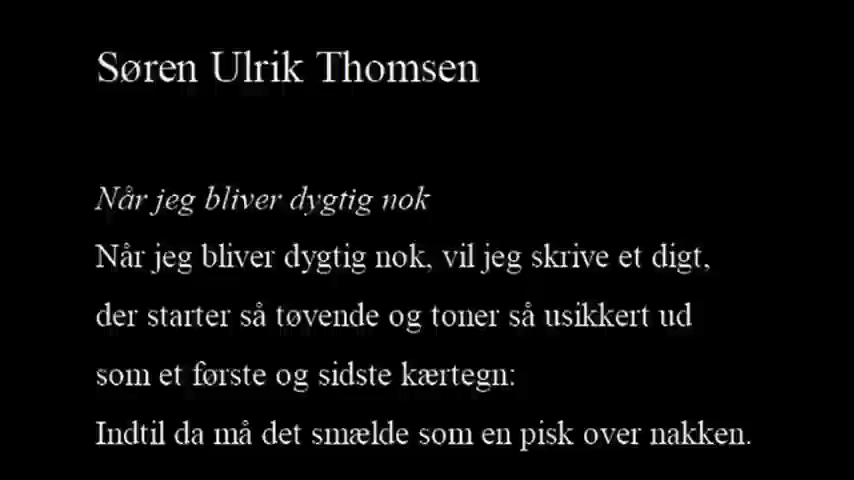 Søren Ulrik Thomsen
Når jeg bliver dygtig nok
Når jeg bliver dygtig nok, vil jeg skrive et digt,
der starter så tøvende og toner så usikkert ud
som et første og sidste kærtegn:
Indtil da må det smælde som en pisk over nakken.